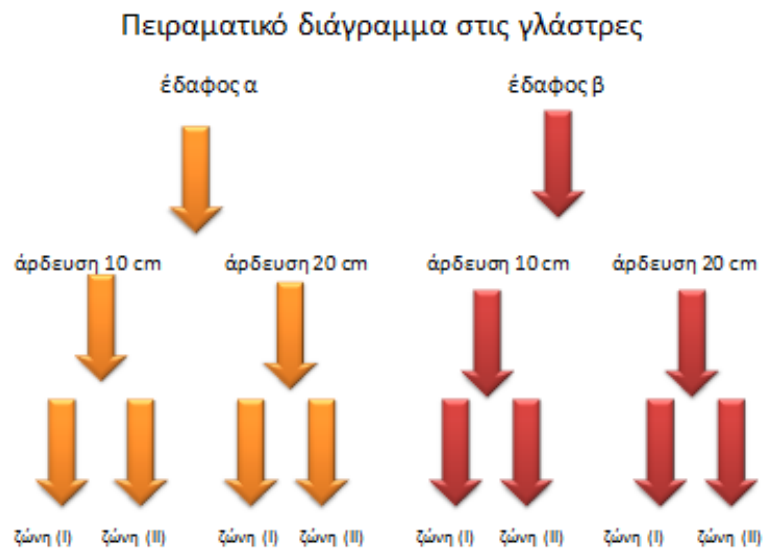 Πειραματικό διάγραμμα στις γλάστρες
έδαφος α έδαφος β
άρδευση 10 cm άρδευση 20 cm άρδευση 10 cm άρδευση 20 cm
ζώνη (I) ζώνη (II) ζώνη (I) ζώνη (II) ζώνη (I) ζώνη (II) ζώνη (I) ζώνη (II)